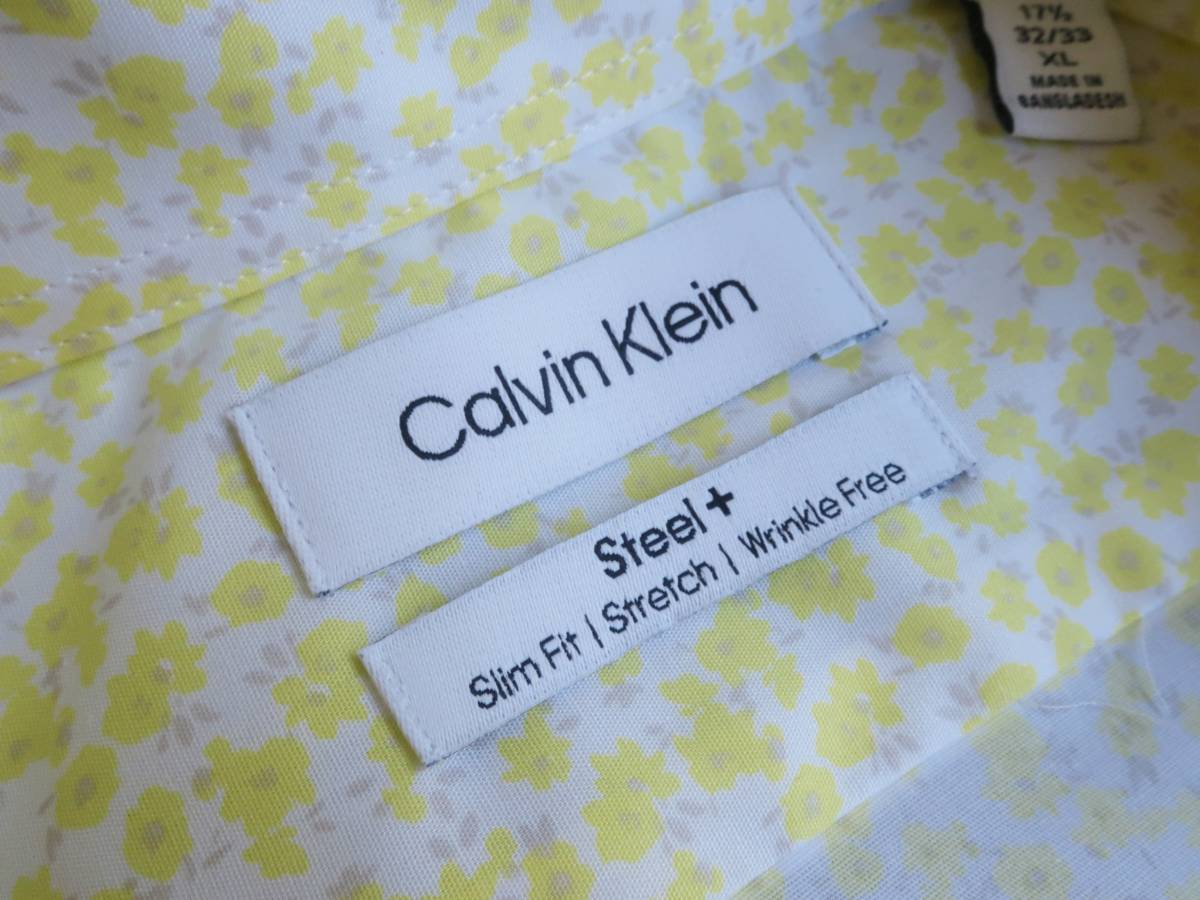 17½
32/33
XL
MADE IN
BANGLADESH
Calvin Klein
Steel +
Slim Fit | Stretch | Wrinkle Free